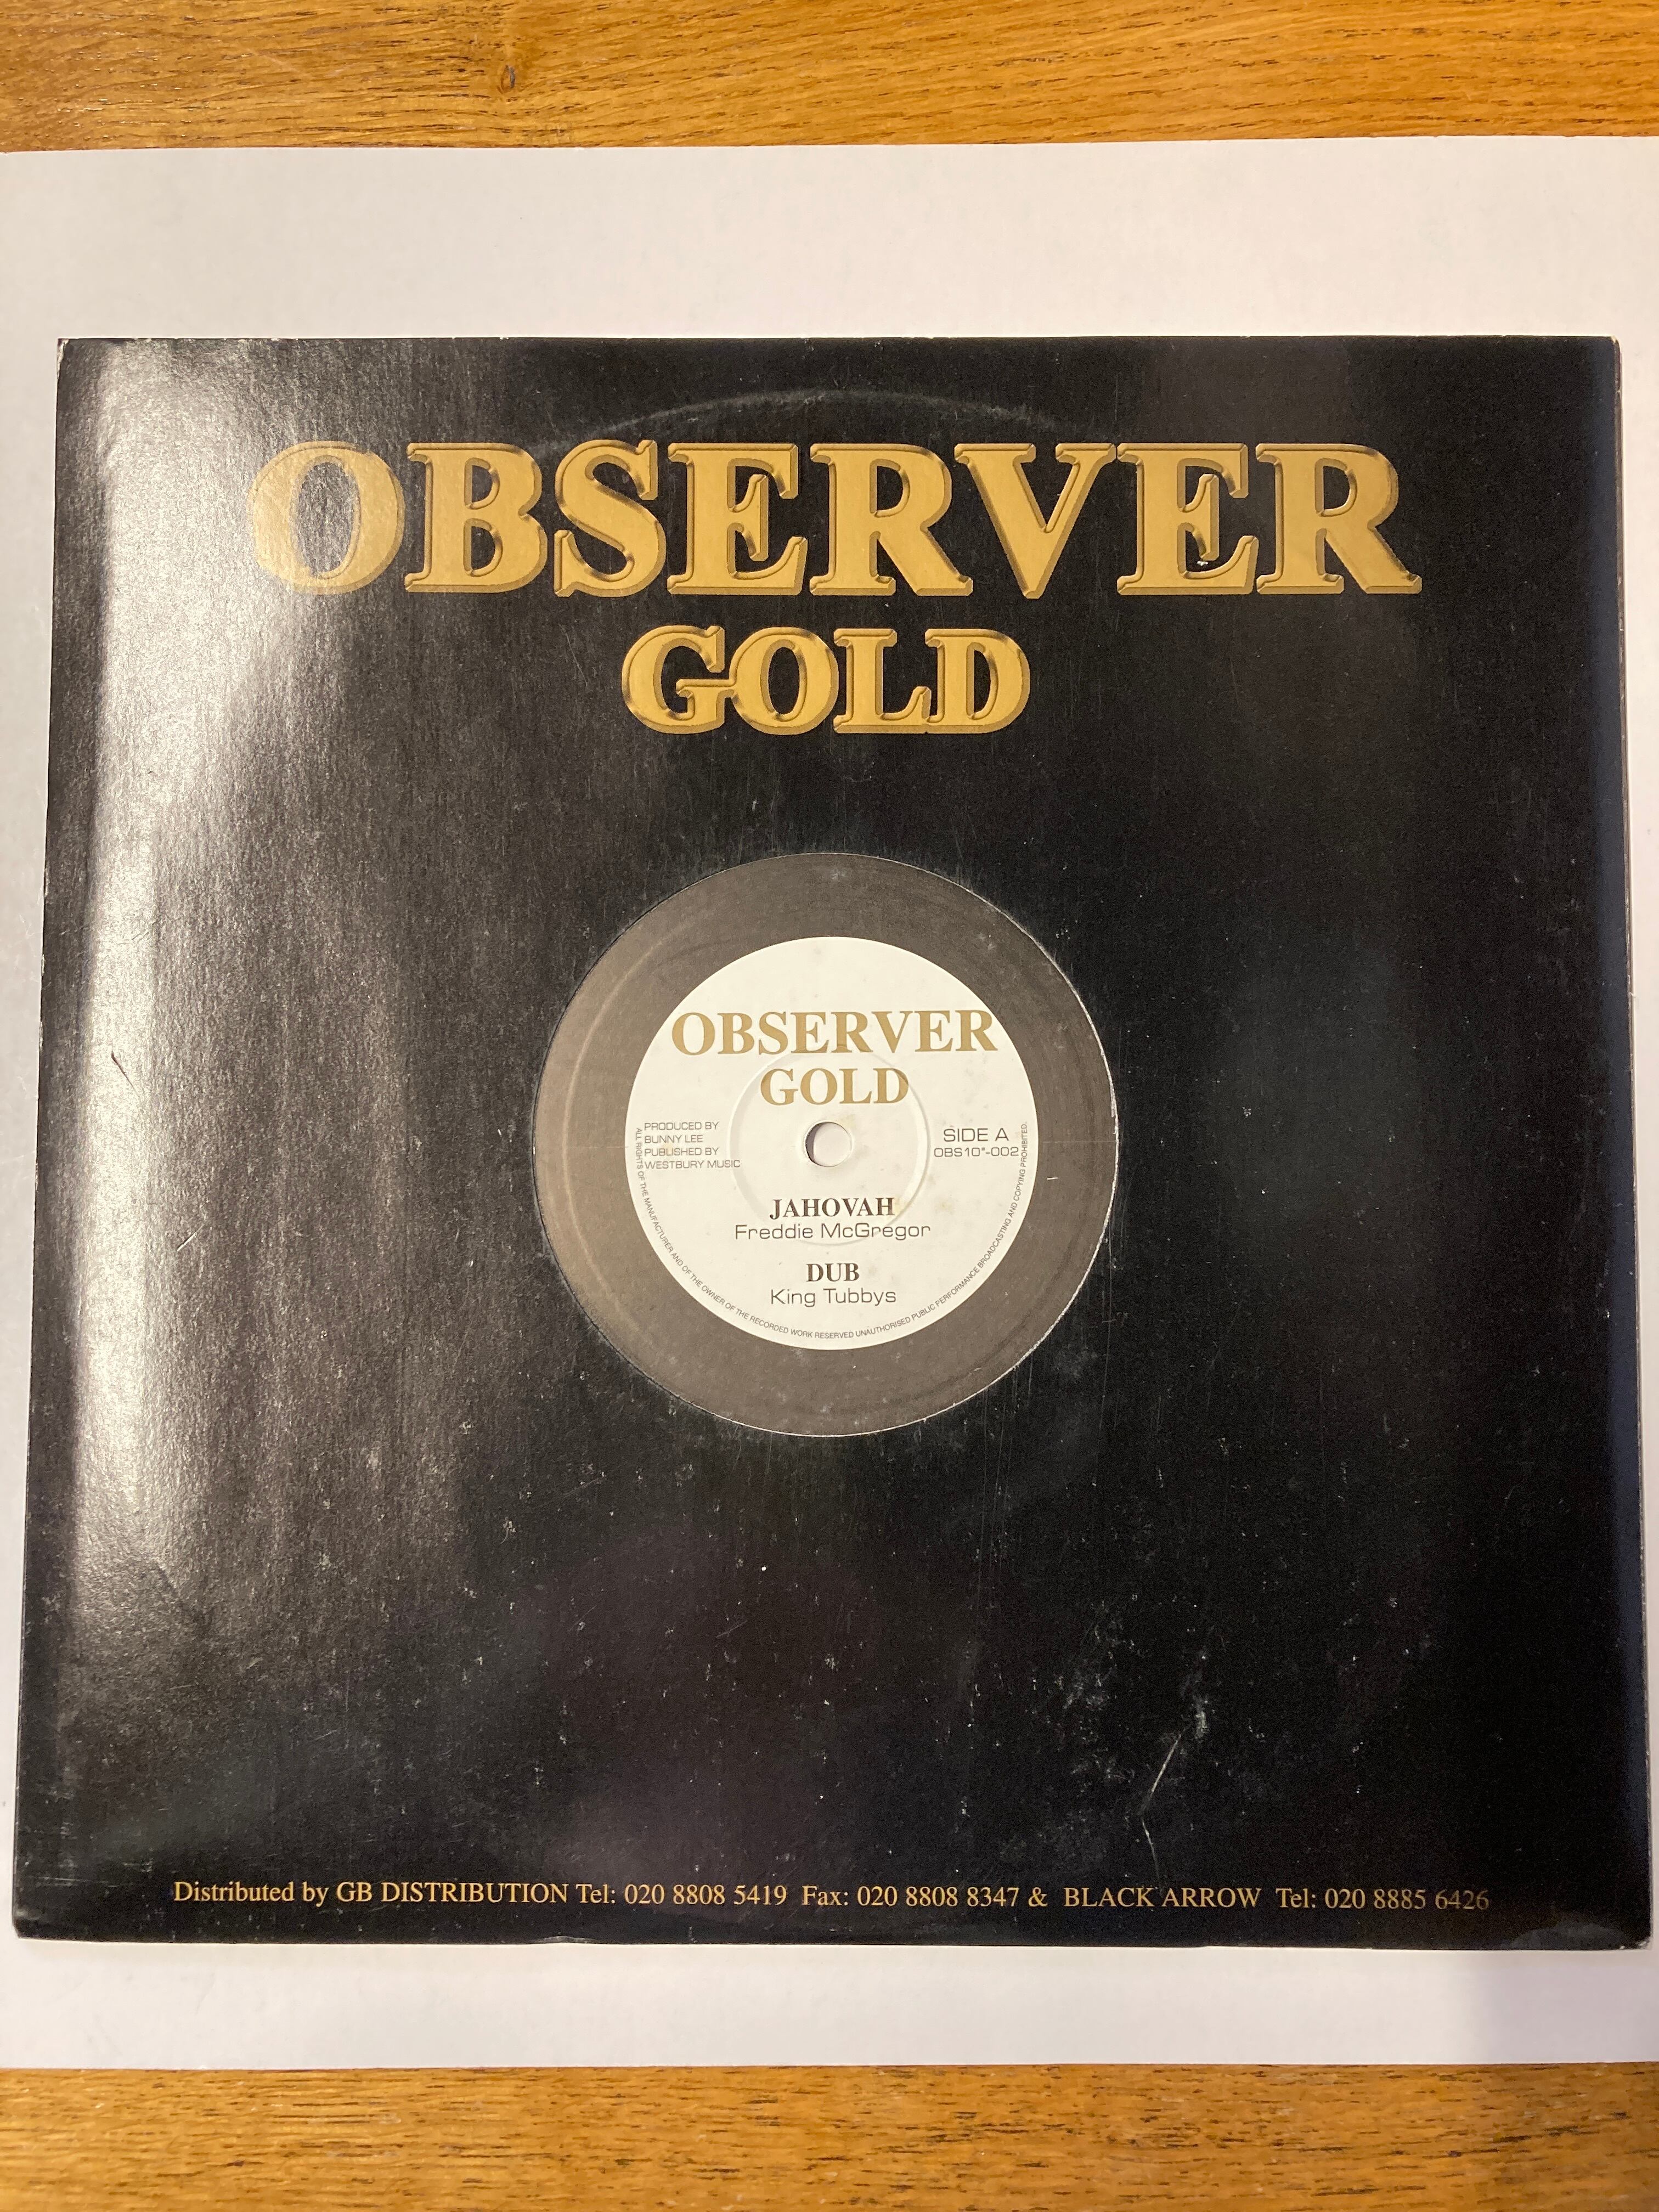 OBSERVER
GOLD
OBSERVER
GOLD
PRODUCED BY
BUNNY LEE
PUBLISHED BY
WESTBURY MUSIC
SIDE A
OBS10"-002
JAHOVAH
Freddie McGregor
DUB
King Tubbys
ALL RIGHTS OF THE MANUFACTURER AND OF THE OWNER OF THE RECORDED WORK RESERVED UNAUTHORISED PUBLIC PERFORMANCE BROADCASTING AND COPYING PROHIBITED.
Distributed by GB DISTRIBUTION Tel: 020 8808 5419 Fax: 020 8808 8347 & BLACK ARROW Tel: 020 8885 6426